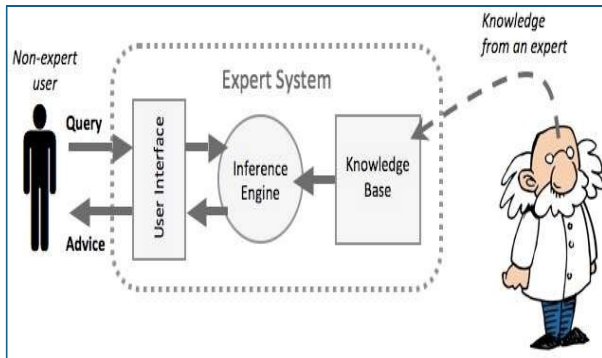 Non-expert
user
Knowledge
from an expert
Expert System
Query
Advice
User Interface
Inference
Engine
Knowledge
Base